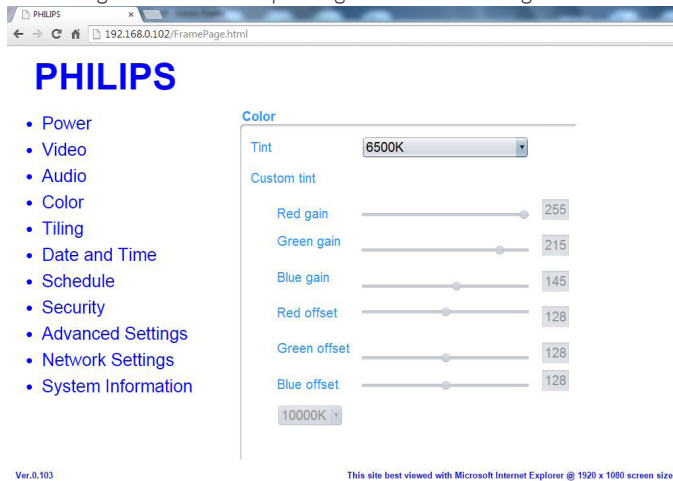 PHILIPS
192.168.0.102/FramePage.html
PHILIPS
• Power
• Video
• Audio
• Color
• Tiling
• Date and Time
• Schedule
• Security
• Advanced Settings
• Network Settings
• System Information
Color
Tint 6500K
Custom tint
Red gain 255
Green gain 215
Blue gain 145
Red offset 128
Green offset 128
Blue offset 128
10000K
Ver.0.103
This site best viewed with Microsoft Internet Explorer @ 1920 x 1080 screen size